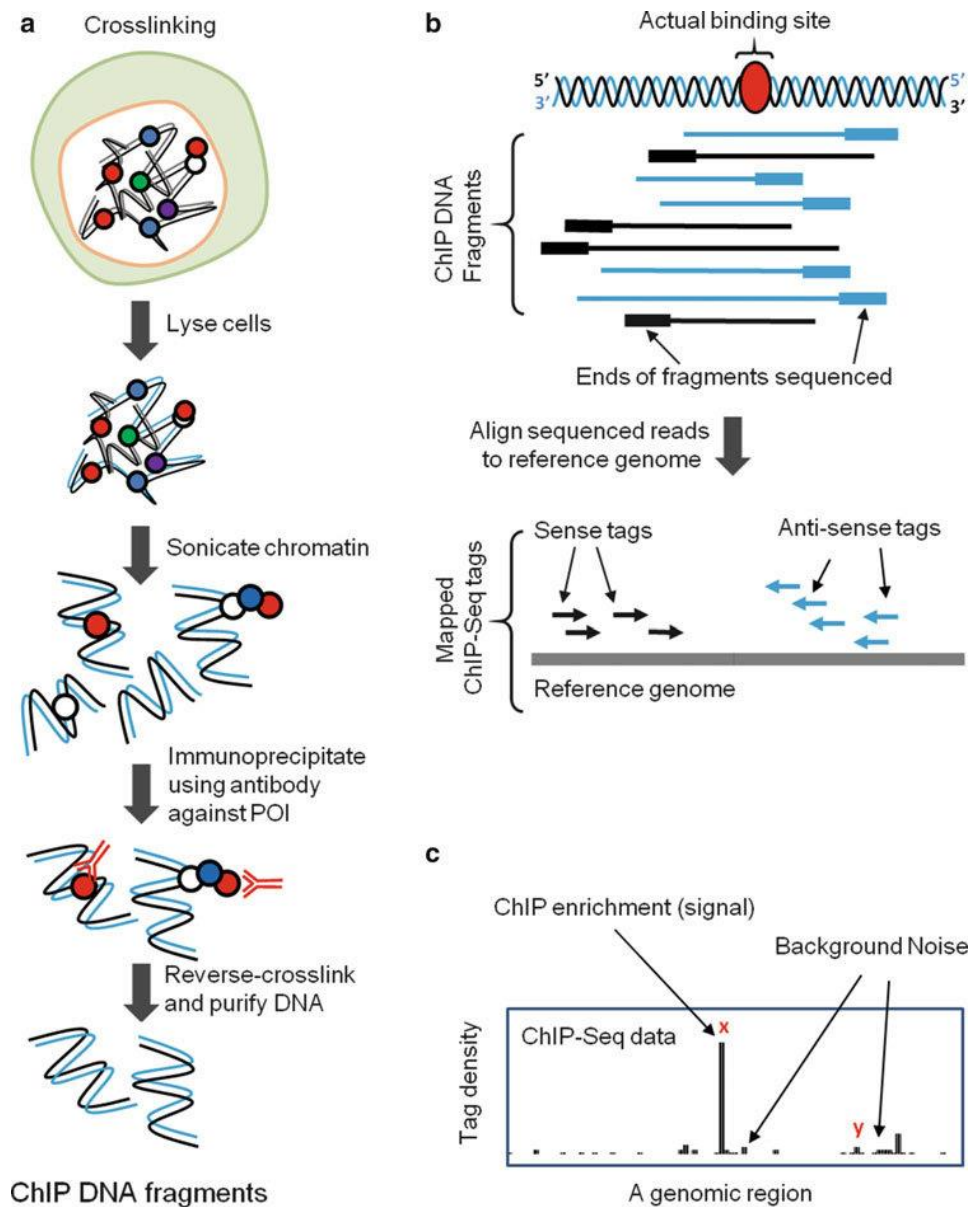 a
Crosslinking
Lyse cells
Sonicate chromatin
Immunoprecipitate
using antibody
against POI
Reverse-crosslink
and purify DNA
ChIP DNA fragments
b
Actual binding site
5’
3’
5’
3’
ChIP DNA
Fragments
Ends of fragments sequenced
Align sequenced reads
to reference genome
Sense tags
Anti-sense tags
Mapped
ChIP-Seq tags
Reference genome
c
ChIP enrichment (signal)
Background Noise
x
ChIP-Seq data
Tag density
y
A genomic region